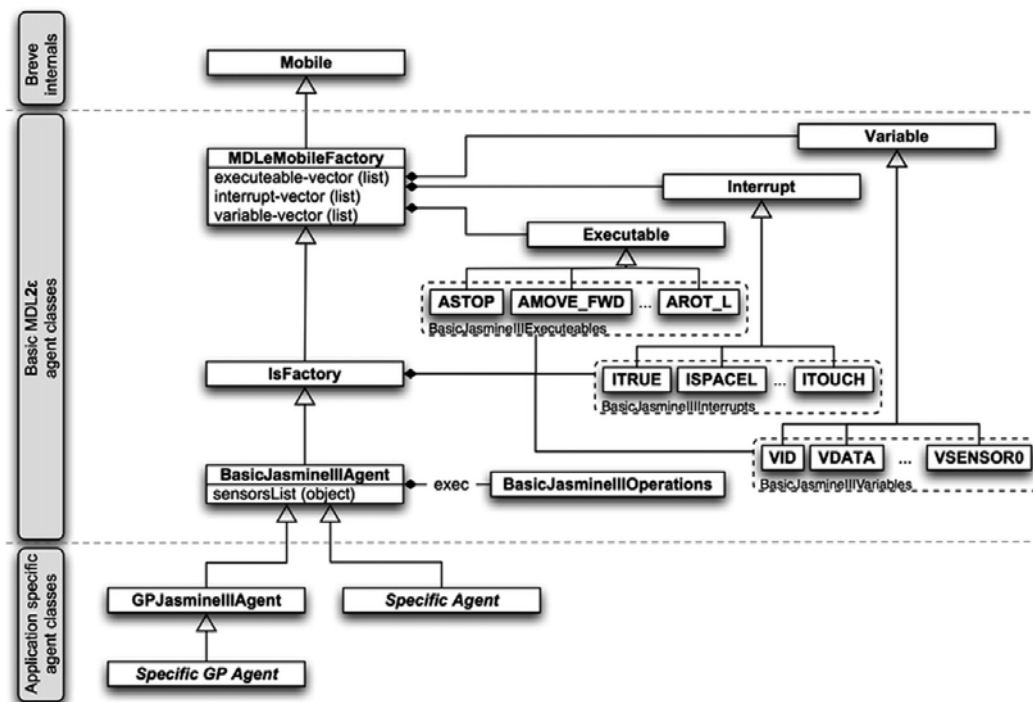 Breve
internals
Mobile
Basic MDL2ε
agent classes
MDLeMobileFactory
executeable-vector (list)
interrupt-vector (list)
variable-vector (list)
Variable
Interrupt
Executable
ASTOP AMOVE_FWD ... AROT_L
BasicJasmineIIIExecuteables
IsFactory
ITRUE ISPACEL ... ITOUCH
BasicJasmineIIIInterrupts
VID VDATA ... VSENSOR0
BasicJasmineIIIVariables
BasicJasmineIIIAgent
sensorsList (object)
exec
BasicJasmineIIIOperations
Application specific
agent classes
GPJasmineIIIAgent
Specific Agent
Specific GP Agent